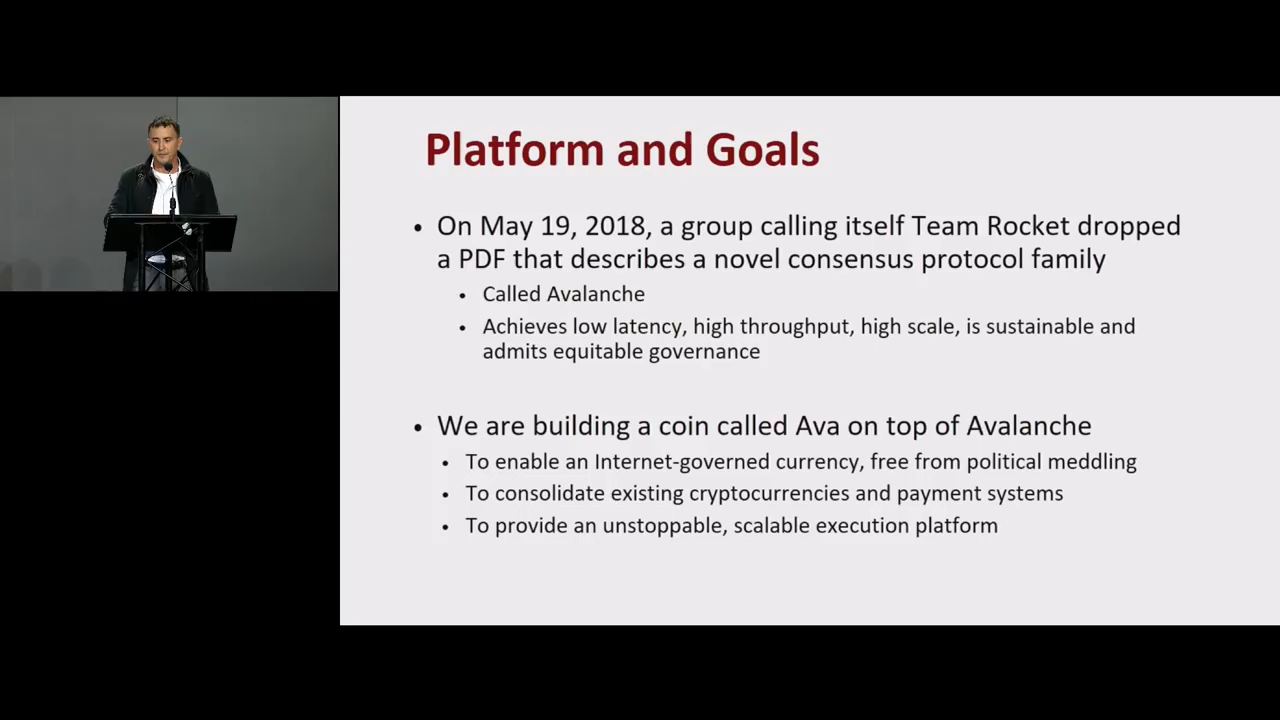 Platform and Goals
• On May 19, 2018, a group calling itself Team Rocket dropped
a PDF that describes a novel consensus protocol family
• Called Avalanche
• Achieves low latency, high throughput, high scale, is sustainable and
admits equitable governance
• We are building a coin called Ava on top of Avalanche
• To enable an Internet-governed currency, free from political meddling
• To consolidate existing cryptocurrencies and payment systems
• To provide an unstoppable, scalable execution platform